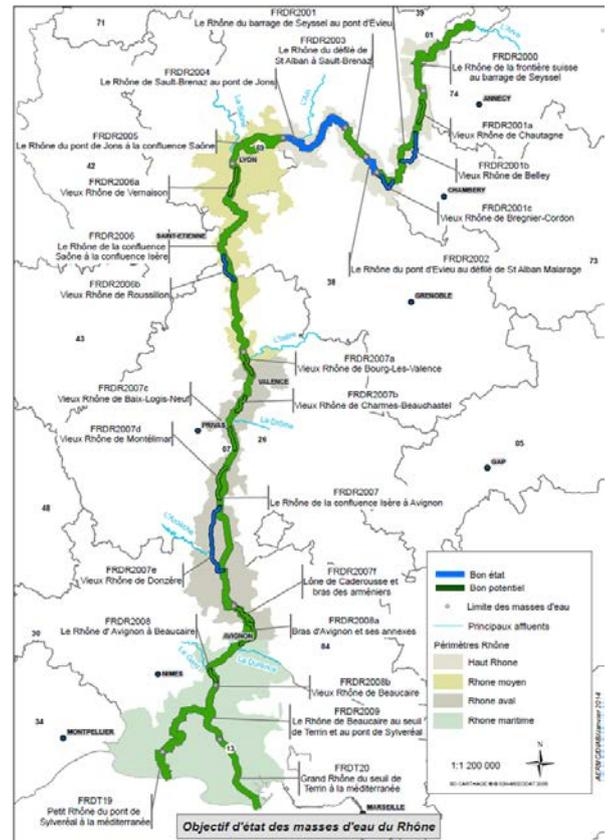 71
FRDR2001
Le Rhône du barrage de Seyssel au pont d'Evieu
39
01
L'Arve
FRDR2003
Le Rhône du défilé de
St Alban à Sault-Brenaz
FRDR2000
Le Rhône de la frontière suisse
au barrage de Seyssel
FRDR2004
Le Rhône de Sault-Brenaz au pont de Jons
La Saône
L'Ain
74
ANNECY
FRDR2001a
Vieux Rhône de Chautagne
FRDR2005
Le Rhône du pont de Jons à la confluence Saône
69
LYON
42
FRDR2001b
Vieux Rhône de Belley
FRDR2006a
Vieux Rhône de Vernaison
CHAMBERY
FRDR2001c
Vieux Rhône de Bregnier-Cordon
SAINT-ETIENNE
FRDR2006
Le Rhône de la confluence
Saône à la confluence Isère
FRDR2002
Le Rhône du pont d'Evieu au défilé de St Alban Malarage
73
FRDR2006b
Vieux Rhône de Roussillon
38
GRENOBLE
43
L'Isère
FRDR2007a
Vieux Rhône de Bourg-Les-Valence
VALENCE
FRDR2007c
Vieux Rhône de Baix-Logis-Neuf
FRDR2007b
Vieux Rhône de Charmes-Beauchastel
PRIVAS
La Drôme
FRDR2007d
Vieux Rhône de Montélimar
07
26
05
GAP
FRDR2007
Le Rhône de la confluence Isère à Avignon
48
L'Ardèche
FRDR2007e
Vieux Rhône de Donzère
FRDR2007f
Lône de Caderousse et
bras des arméniers
FRDR2008
Le Rhône d' Avignon à Beaucaire
AVIGNON
FRDR2008a
Bras d'Avignon et ses annexes
30
84
Le Gard
La Durance
NIMES
FRDR2008b
Vieux Rhône de Beaucaire
FRDR2009
Le Rhône de Beaucaire au seuil
de Terrin et au pont de Sylveréal
34
MONTPELLIER
13
FRDT20
Grand Rhône du seuil de
Terrin à la méditerranée
FRDT19
Petit Rhône du pont de
Sylveréal à la méditerranée
MARSEILLE
Objectif d'état des masses d'eau du Rhône
Bon état
Bon potentiel
Limite des masses d'eau
Principaux affluents
Périmètres Rhône
Haut Rhone
Rhone moyen
Rhone aval
Rhone maritime
1:1 200 000
N